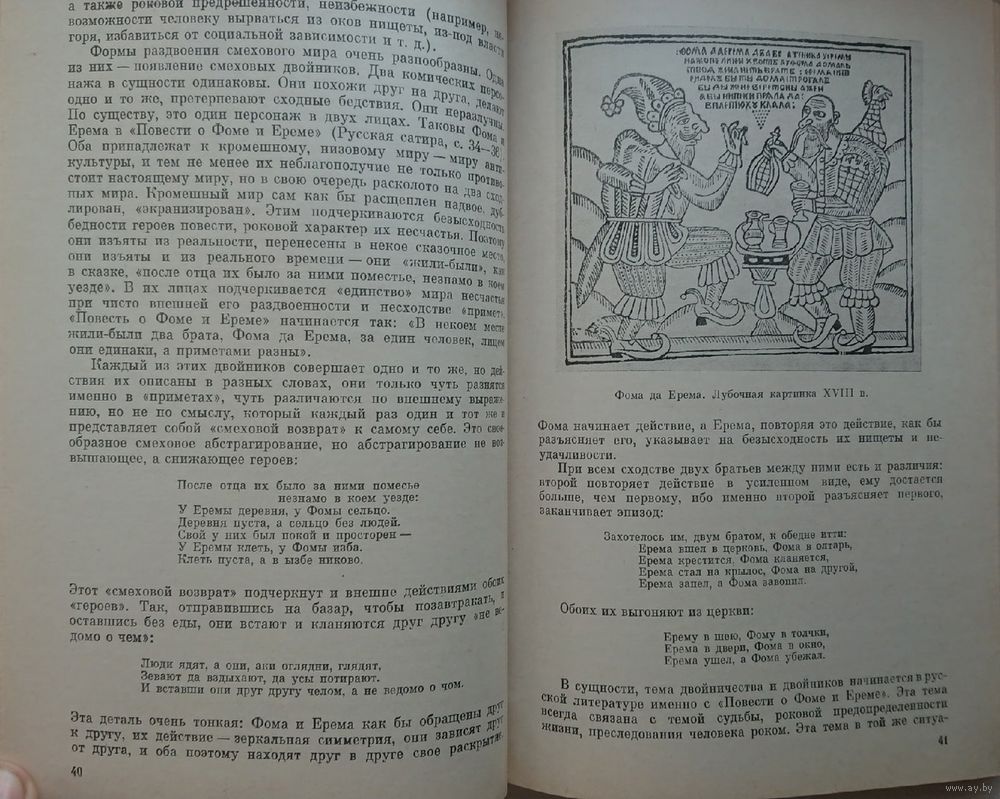 а также роковой предрешенности, неизбежности (например, не-
возможности человеку вырваться из оков нищеты, из-под власти
горя, избавиться от социальной зависимости и т. д.).
Формы раздвоения смехового мира очень разнообразны. Одна
из них — появление смеховых двойников. Два комических персо-
нажа в сущности одинаковы. Они похожи друг на друга, делают
одно и то же, претерпевают сходные бедствия. Они неразлучны.
По существу, это один персонаж в двух лицах. Таковы Фома и
Ерема в «Повести о Фоме и Ереме» (Русская сатира, с. 34—36).
Оба принадлежат к кромешному, низовому миру — миру анти-
культуры, и тем не менее их неблагополучие не только противо-
стоит настоящему миру, но в свою очередь расколото на два сход-
ных мира. Кромешный мир сам как бы расщеплен надвое, дуб-
лирован, «экранизирован». Этим подчеркиваются безысходность
бедности героев повести, роковой характер их несчастья. Поэтому
они изъяты из реальности, перенесены в некое сказочное место,
они изъяты и из реального времени — они «жили-были», как
в сказке, «после отца их было за ними поместье, незнамо в коем
уезде». В их лицах подчеркивается «единство» мира несчастья
при чисто внешней его раздвоенности и несходстве «примет».
«Повесть о Фоме и Ереме» начинается так: «В некоем месте
жили-были два брата, Фома да Ерема, за един человек, лицем
они единаки, а приметами разны».
Каждый из этих двойников совершает одно и то же, но дей-
ствия их описаны в разных словах, они только чуть разнятся
именно в «приметах», чуть различаются по внешнему выраже-
нию, но не по смыслу, который каждый раз один и тот же и
представляет собой «смеховой возврат» к самому себе. Это свое-
образное смеховое абстрагирование, но абстрагирование не воз-
вышающее, а снижающее героев:
После отца их было за ними поместье
незнамо в коем уезде:
У Еремы деревня, у Фомы сельцо.
Деревня пуста, а сельцо без людей.
Свой у них был покой и просторен —
У Еремы клеть, у Фомы изба.
Клеть пуста, а в ызбе никово.
Этот «смеховой возврат» подчеркнут и внешне действиями обоих
«героев». Так, отправившись на базар, чтобы позавтракать, и
оставшись без еды, они встают и кланяются друг другу «не ве-
домо о чем»:
Люди ядят, а они, аки оглядни, глядят,
Зевают да вздыхают, да усы потирают.
И вставши они друг другу челом, а не ведомо о чом.
Эта деталь очень тонкая: Фома и Ерема как бы обращены друг
к другу, их действие — зеркальная симметрия, они зависят друг
от друга, и оба поэтому находят друг в друге свое раскрытие.
40
Фома да Ерема. Лубочная картинка XVIII в.
Фома начинает действие, а Ерема, повторяя это действие, как бы
разъясняет его, указывает на безысходность их нищеты и не-
удачливости.
При всем сходстве двух братьев между ними есть и различия:
второй повторяет действие в усиленном виде, ему достается
больше, чем первому, ибо именно второй разъясняет первого,
заканчивает эпизод:
Захотелось им, двум братом, к обедне итти:
Ерема вшел в церковь, Фома в олтарь,
Ерема крестится, Фома кланяется,
Ерема стал на крылос, Фома на другой,
Ерема запел, а Фома завопил.
Обоих их выгоняют из церкви:
Ерему в шею, Фому в толчки,
Ерема в двери, Фома в окно,
Ерема ушел, а Фома убежал.
В сущности, тема двойничества и двойников начинается в рус-
ской литературе именно с «Повести о Фоме и Ереме». Эта тема
всегда связана с темой судьбы, роковой предопределенности
жизни, преследования человека роком. Эта тема в той же ситуа-
41
www.ay.by